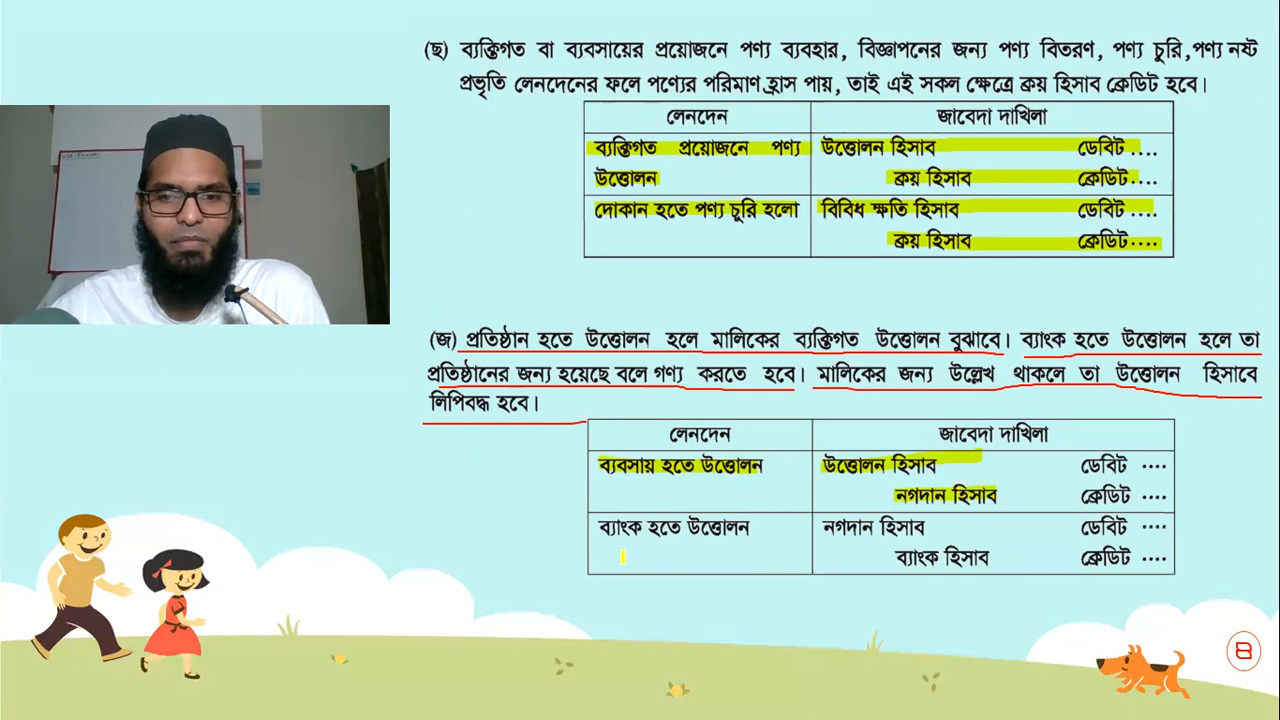 (ছ) ব্যক্তিগত বা ব্যবসায়ের প্রয়োজনে পণ্য ব্যবহার, বিজ্ঞাপনের জন্য পণ্য বিতরণ, পণ্য চুরি,পণ্য নষ্ট
প্রভৃতি লেনদেনের ফলে পণ্যের পরিমাণ হ্রাস পায়, তাই এই সকল ক্ষেত্রে ক্রয় হিসাব ক্রেডিট হবে।
লেনদেন জাবেদা দাখিলা
ব্যক্তিগত প্রয়োজনে পণ্য উত্তোলন হিসাব ডেবিট ....
উত্তোলন ক্রয় হিসাব ক্রেডিট....
দোকান হতে পণ্য চুরি হলো বিবিধ ক্ষতি হিসাব ডেবিট ....
ক্রয় হিসাব ক্রেডিট....
(জ) প্রতিষ্ঠান হতে উত্তোলন হলে মালিকের ব্যক্তিগত উত্তোলন বুঝাবে। ব্যাংক হতে উত্তোলন হলে তা
প্রতিষ্ঠানের জন্য হয়েছে বলে গণ্য করতে হবে। মালিকের জন্য উল্লেখ থাকলে তা উত্তোলন হিসাবে
লিপিবদ্ধ হবে।
লেনদেন জাবেদা দাখিলা
ব্যবসায় হতে উত্তোলন উত্তোলন হিসাব ডেবিট ....
নগদান হিসাব ক্রেডিট ....
ব্যাংক হতে উত্তোলন নগদান হিসাব ডেবিট ....
ব্যাংক হিসাব ক্রেডিট ....